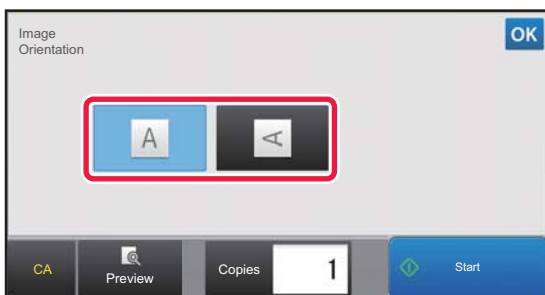 Image
Orientation
OK
A
A
CA
Preview
Copies
1
Start